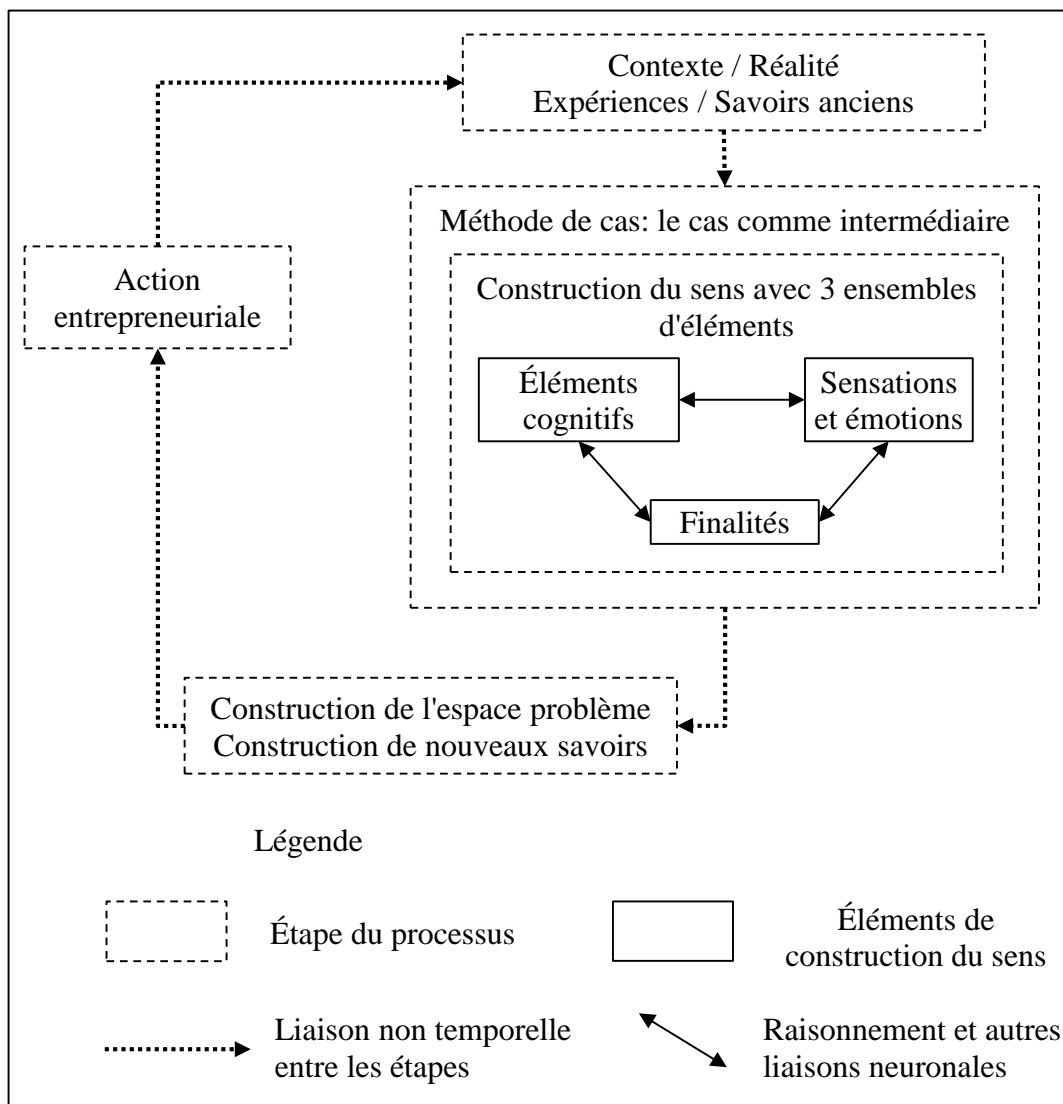 Contexte / Réalité
Expériences / Savoirs anciens
Méthode de cas: le cas comme intermédiaire
Construction du sens avec 3 ensembles
d'éléments
Éléments
cognitifs
Sensations
et émotions
Finalités
Action
entrepreneuriale
Construction de l'espace problème
Construction de nouveaux savoirs
Légende
Étape du processus
Éléments de
construction du sens
Liaison non temporelle
entre les étapes
Raisonnement et autres
liaisons neuronales